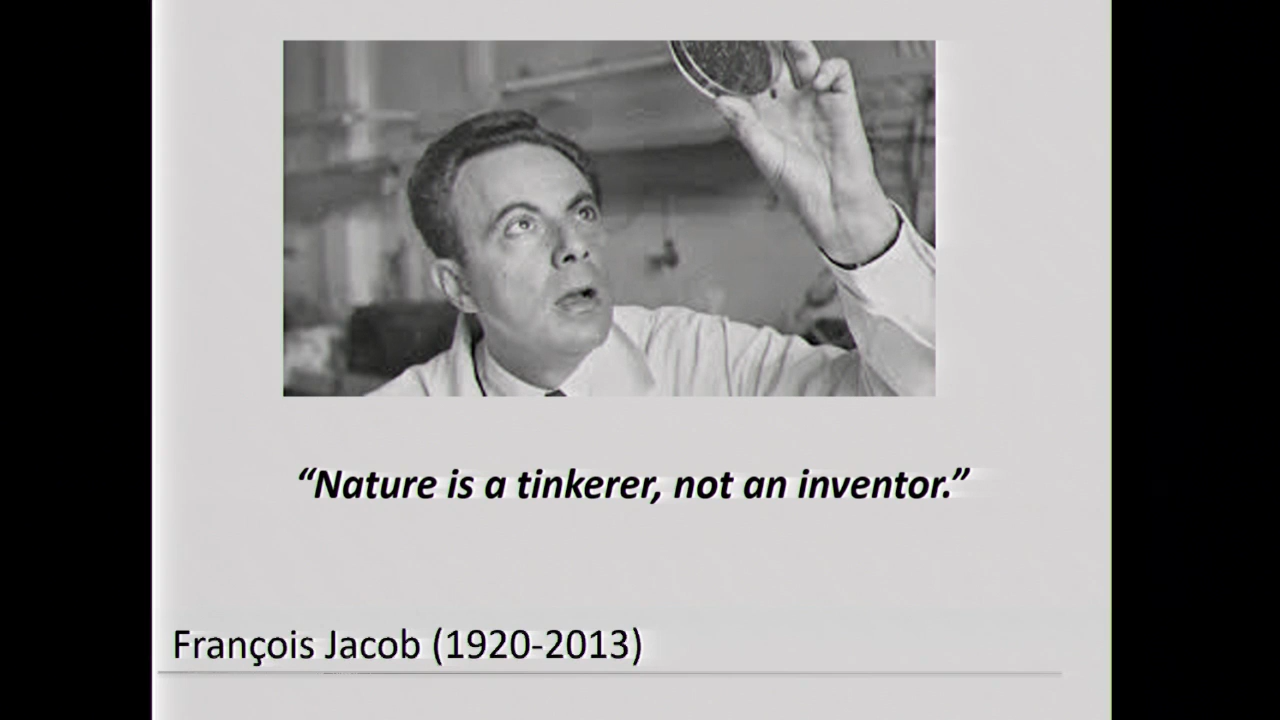 “Nature is a tinkerer, not an inventor.”
François Jacob (1920-2013)